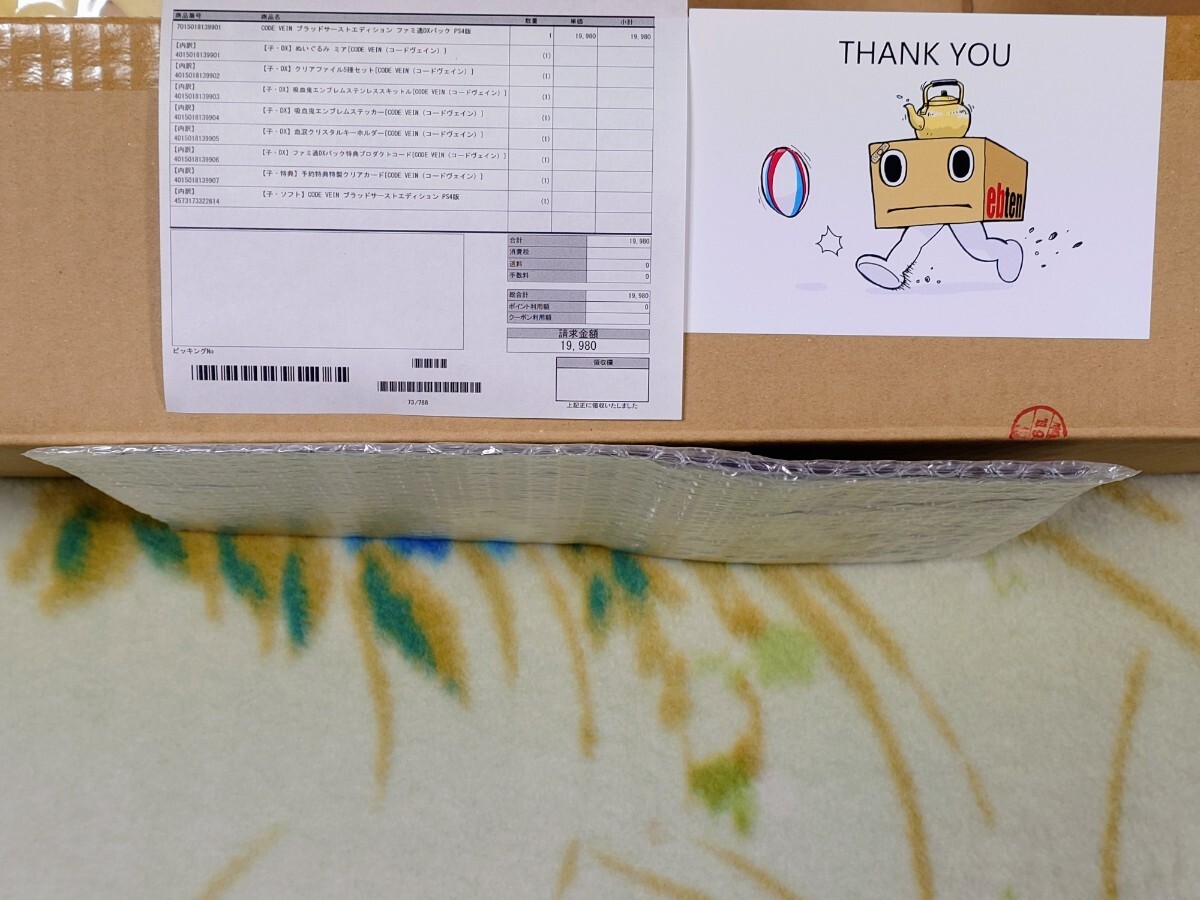 商品番号 商品名 数量 単価 小計
7015018139901 CODE VEIN ブラッドサーストエディション ファミ通DXパック PS4版 1 19,980 19,980
【内訳】
4015018139901 【子・DX】ぬいぐるみ ミア[CODE VEIN（コードヴェイン）] (1)
【内訳】
4015018139902 【子・DX】クリアファイル5種セット[CODE VEIN（コードヴェイン）] (1)
【内訳】
4015018139903 【子・DX】吸血鬼エンブレムステンレススキットル[CODE VEIN（コードヴェイン）] (1)
【内訳】
4015018139904 【子・DX】吸血鬼エンブレムステッカー[CODE VEIN（コードヴェイン）] (1)
【内訳】
4015018139905 【子・DX】血涙クリスタルキーホルダー[CODE VEIN（コードヴェイン）] (1)
【内訳】
4015018139906 【子・DX】ファミ通DXパック特典プロダクトコード[CODE VEIN（コードヴェイン）] (1)
【内訳】
4015018139907 【子・特典】予約特典特製クリアカード[CODE VEIN（コードヴェイン）] (1)
【内訳】
4573173322614 【子・ソフト】CODE VEIN ブラッドサーストエディション PS4版 (1)
合計 19,980
消費税
送料 0
手数料 0
総合計 19,980
ポイント利用額 0
クーポン利用額
請求金額
19,980
ピッキングNo
領収欄
73/788
上記正に領収いたしました
THANK YOU
ebten